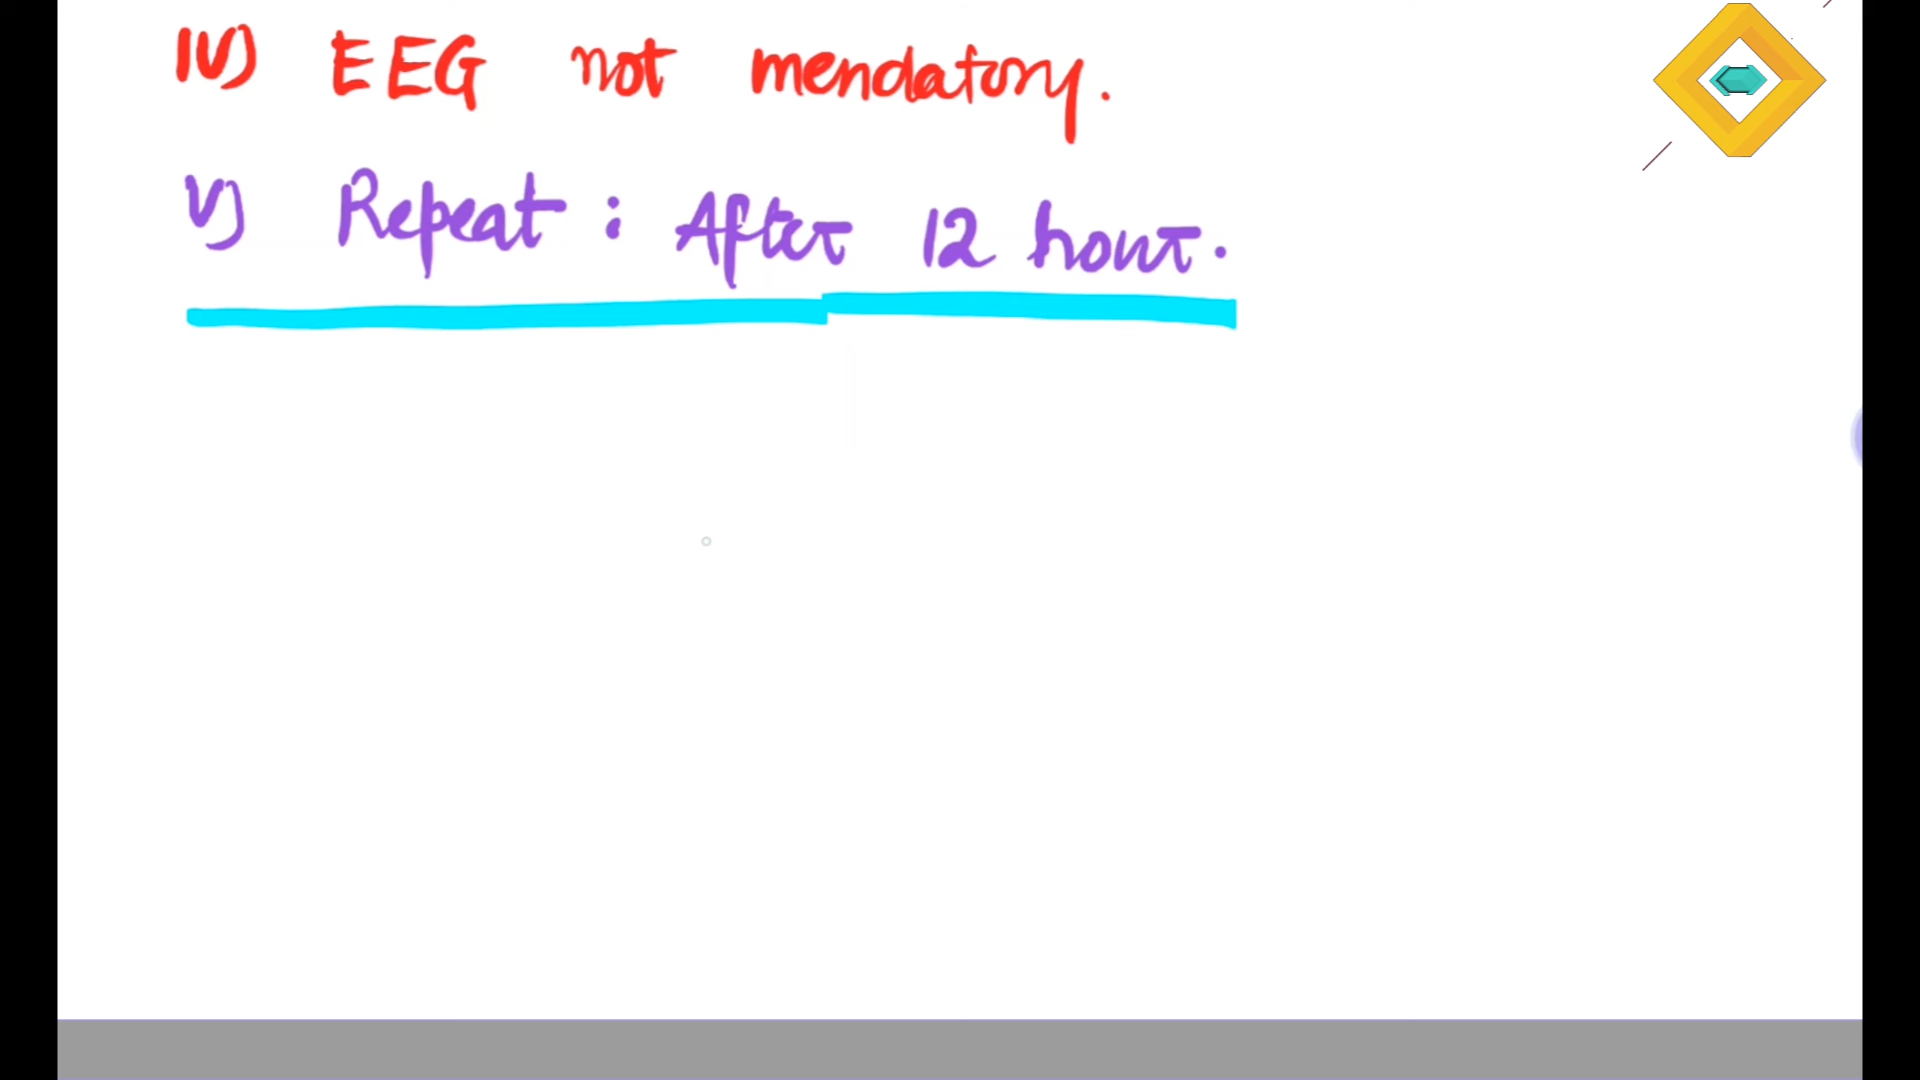 IV) EEG not mendatory.
V) Repeat : After 12 hour.